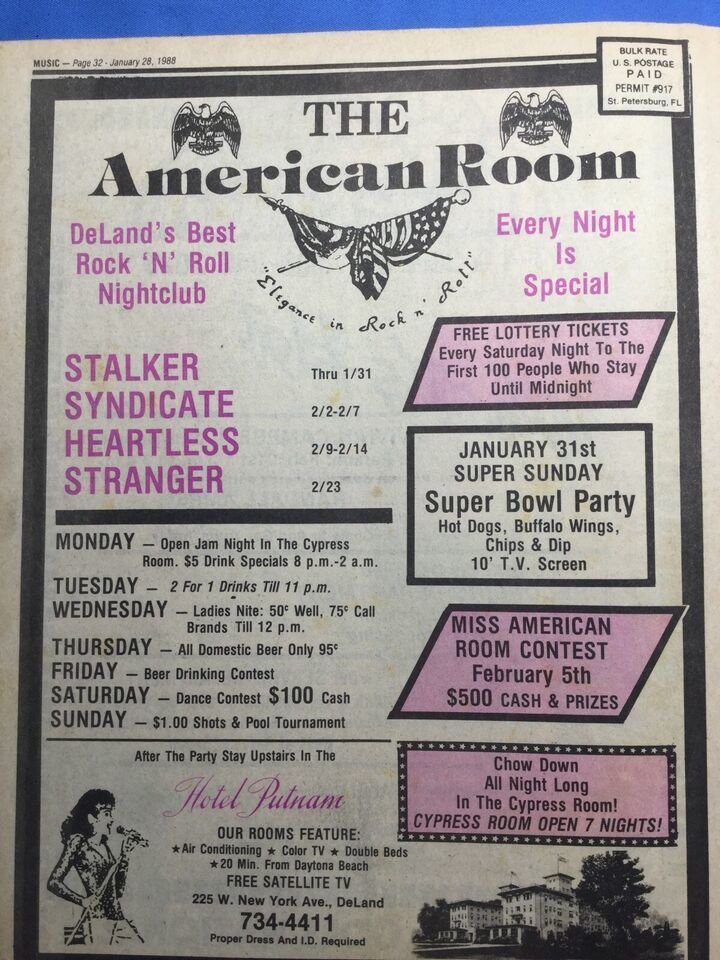 MUSIC — Page 32 - January 28, 1988
BULK RATE
U.S. POSTAGE
PAID
PERMIT #917
St. Petersburg, FL
THE
American Room
DeLand's Best
Rock 'N' Roll
Nightclub
"Elegance in Rock n' Roll"
Every Night
Is
Special
STALKER Thru 1/31
SYNDICATE 2/2-2/7
HEARTLESS 2/9-2/14
STRANGER 2/23
FREE LOTTERY TICKETS
Every Saturday Night To The
First 100 People Who Stay
Until Midnight
JANUARY 31st
SUPER SUNDAY
Super Bowl Party
Hot Dogs, Buffalo Wings,
Chips & Dip
10' T.V. Screen
MONDAY — Open Jam Night In The Cypress
Room. $5 Drink Specials 8 p.m.-2 a.m.
TUESDAY — 2 For 1 Drinks Till 11 p.m.
WEDNESDAY — Ladies Nite: 50¢ Well, 75¢ Call
Brands Till 12 p.m.
THURSDAY — All Domestic Beer Only 95¢
FRIDAY — Beer Drinking Contest
SATURDAY — Dance Contest $100 Cash
SUNDAY — $1.00 Shots & Pool Tournament
MISS AMERICAN
ROOM CONTEST
February 5th
$500 CASH & PRIZES
After The Party Stay Upstairs In The
Hotel Putnam
OUR ROOMS FEATURE:
★Air Conditioning ★ Color TV ★ Double Beds
★20 Min. From Daytona Beach
FREE SATELLITE TV
225 W. New York Ave., DeLand
734-4411
Proper Dress And I.D. Required
Chow Down
All Night Long
In The Cypress Room!
CYPRESS ROOM OPEN 7 NIGHTS!